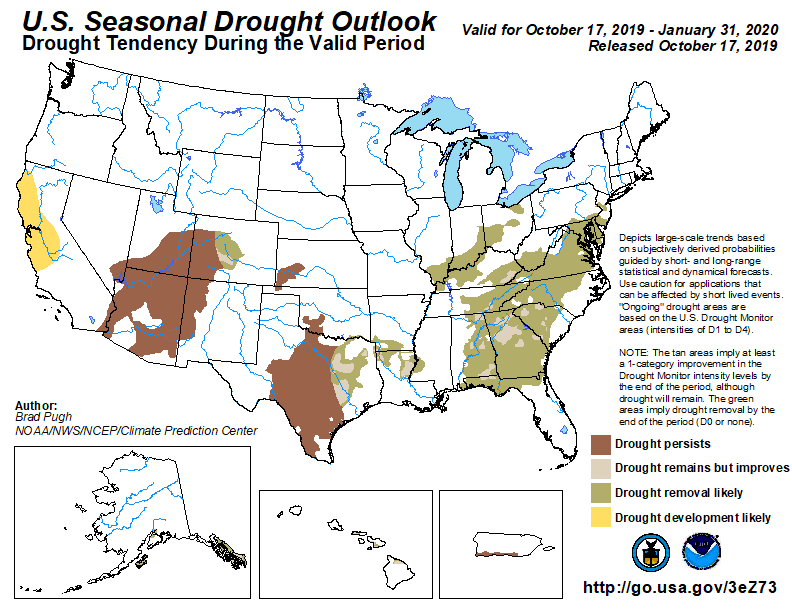 U.S. Seasonal Drought Outlook
Drought Tendency During the Valid Period
Valid for October 17, 2019 - January 31, 2020
Released October 17, 2019
Depicts large-scale trends based
on subjectively derived probabilities
guided by short- and long-range
statistical and dynamical forecasts.
Use caution for applications that
can be affected by short lived events.
"Ongoing" drought areas are
based on the U.S. Drought Monitor
areas (intensities of D1 to D4).
NOTE: The tan areas imply at least
a 1-category improvement in the
Drought Monitor intensity levels by
the end of the period, although
drought will remain. The green
areas imply drought removal by the
end of the period (D0 or none).
Author:
Brad Pugh
NOAA/NWS/NCEP/Climate Prediction Center
Drought persists
Drought remains but improves
Drought removal likely
Drought development likely
http://go.usa.gov/3eZ73